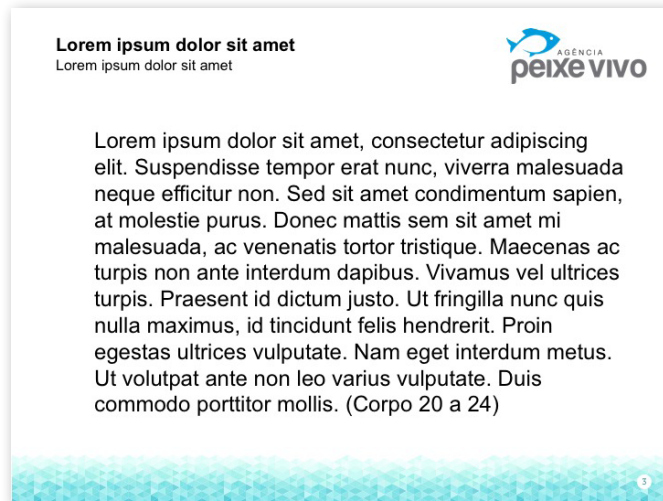 Lorem ipsum dolor sit amet
Lorem ipsum dolor sit amet
AGÊNCIA
peixe vivo
Lorem ipsum dolor sit amet, consectetur adipiscing
elit. Suspendisse tempor erat nunc, viverra malesuada
neque efficitur non. Sed sit amet condimentum sapien,
at molestie purus. Donec mattis sem sit amet mi
malesuada, ac venenatis tortor tristique. Maecenas ac
turpis non ante interdum dapibus. Vivamus vel ultrices
turpis. Praesent id dictum justo. Ut fringilla nunc quis
nulla maximus, id tincidunt felis hendrerit. Proin
egestas ultrices vulputate. Nam eget interdum metus.
Ut volutpat ante non leo varius vulputate. Duis
commodo porttitor mollis. (Corpo 20 a 24)
3